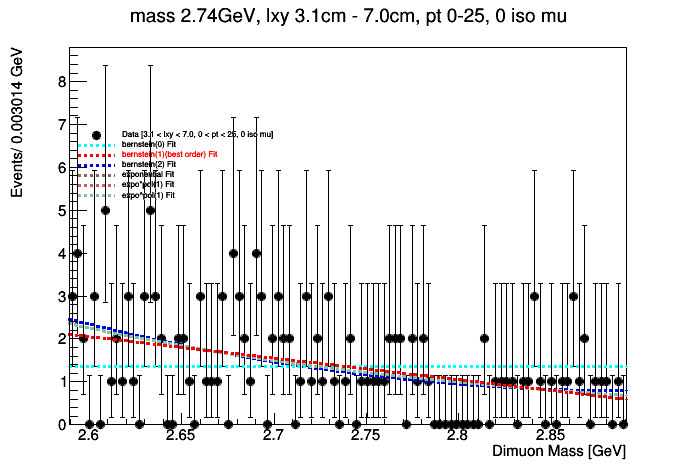 mass 2.74GeV, lxy 3.1cm - 7.0cm, pt 0-25, 0 iso mu
Events/ 0.003014 GeV
8
7
6
5
4
3
2
1
0
Data [3.1 < lxy < 7.0, 0 < pt < 25, 0 iso mu]
bernstein(0) Fit
bernstein(1)(best order) Fit
bernstein(2) Fit
exponential Fit
expo*pol(1) Fit
expo*pol(1) Fit
2.6 2.65 2.7 2.75 2.8 2.85
Dimuon Mass [GeV]